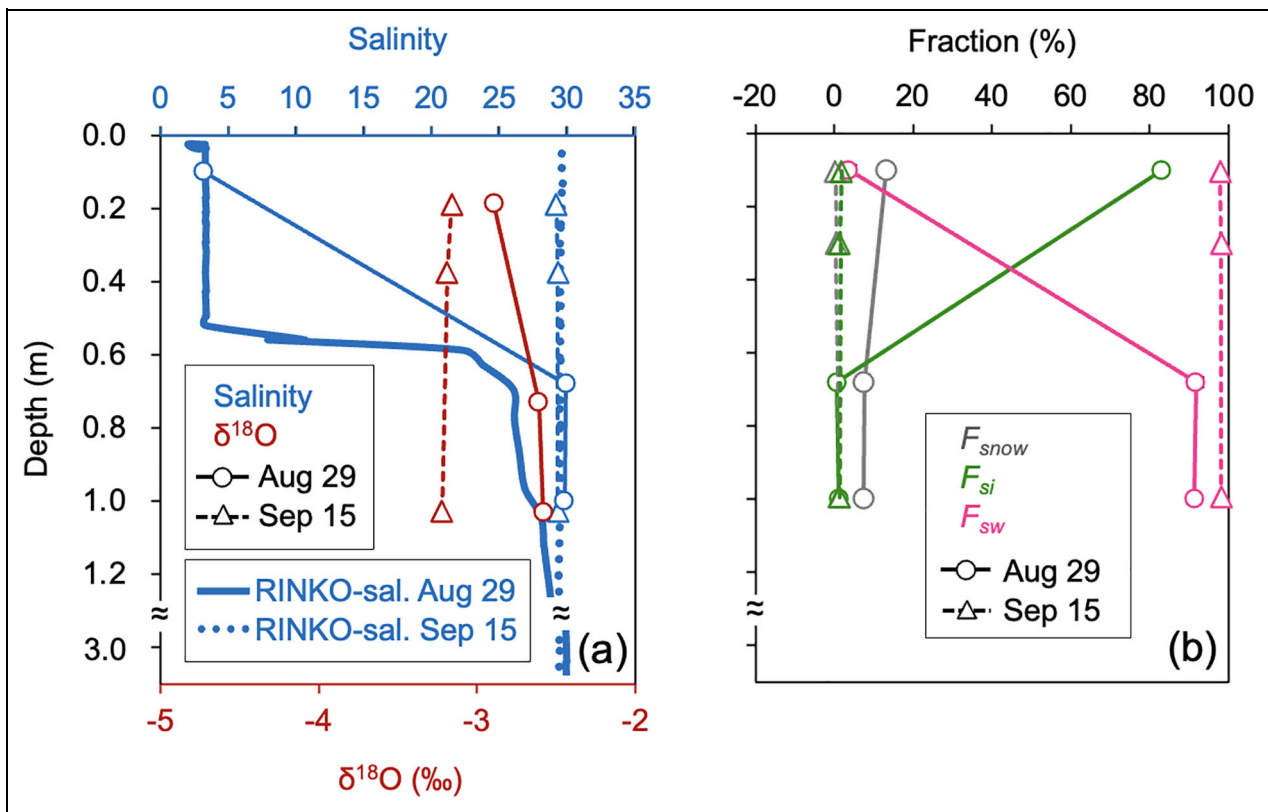 Salinity
0 5 10 15 20 25 30 35
0.0
0.2
0.4
0.6
0.8
1.0
1.2
≈ ≈
3.0
Depth (m)
Salinity
δ¹⁸O
Aug 29
Sep 15
RINKO-sal. Aug 29
RINKO-sal. Sep 15
(a)
-5 -4 -3 -2
δ¹⁸O (‰)
Fraction (%)
-20 0 20 40 60 80 100
F_snow
F_si
F_sw
Aug 29
Sep 15
≈
(b)